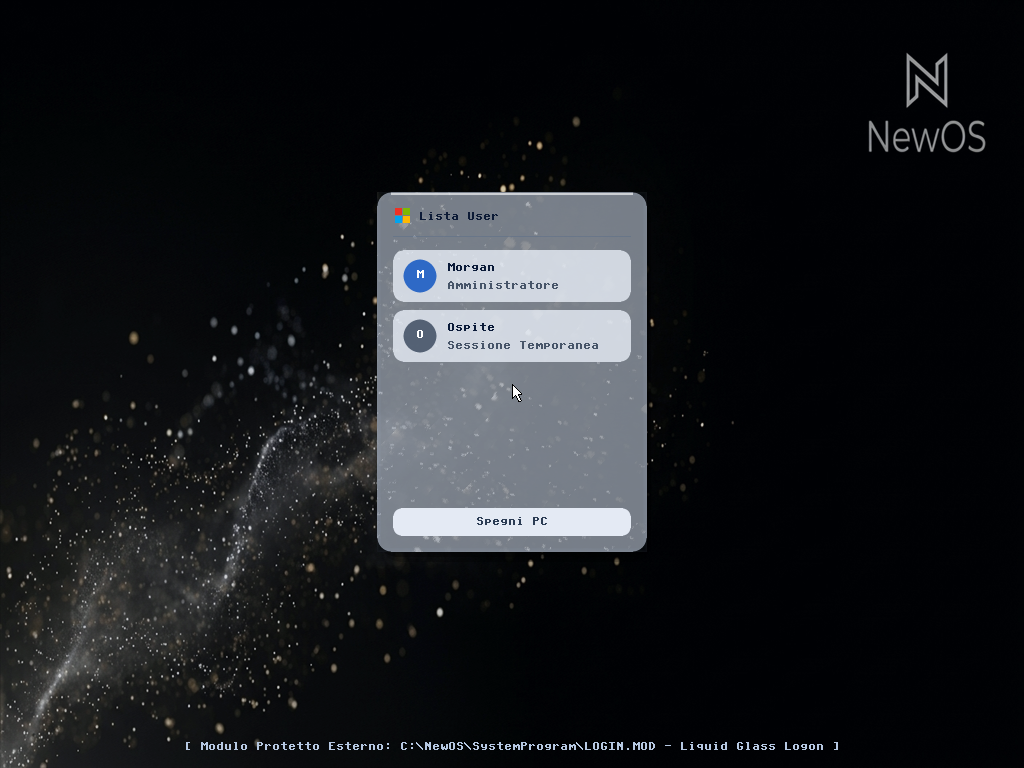 NewOS
Lista User
M
Morgan
Amministratore
O
Ospite
Sessione Temporanea
Spegni PC
[ Modulo Protetto Esterno: C:\NewOS\SystemProgram\LOGIN.MOD - Liquid Glass Logon ]